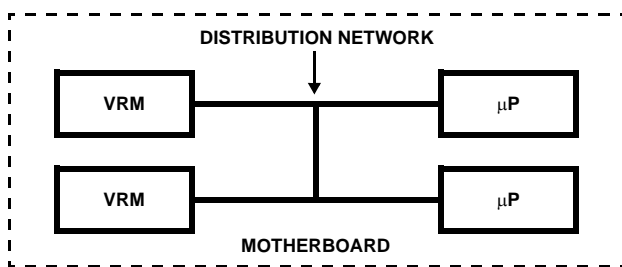 DISTRIBUTION NETWORK
VRM
μP
VRM
μP
MOTHERBOARD